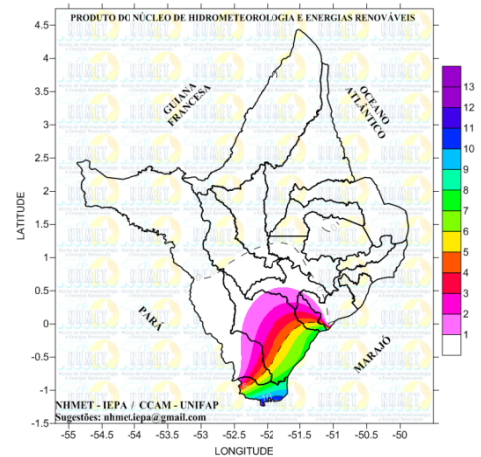 PRODUTO DO NÚCLEO DE HIDROMETEOROLOGIA E ENERGIAS RENOVÁVEIS
4.5
4
3.5
3
2.5
2
1.5
1
0.5
0
-0.5
-1
-1.5
LATITUDE
GUIANA
FRANCESA
OCEANO
ATLÂNTICO
PARÁ
MARAJÓ
NHMET - IEPA / CCAM - UNIFAP
Sugestões: nhmet.iepa@gmail.com
-55 -54.5 -54 -53.5 -53 -52.5 -52 -51.5 -51 -50.5 -50
LONGITUDE
13
12
11
10
9
8
7
6
5
4
3
2
1